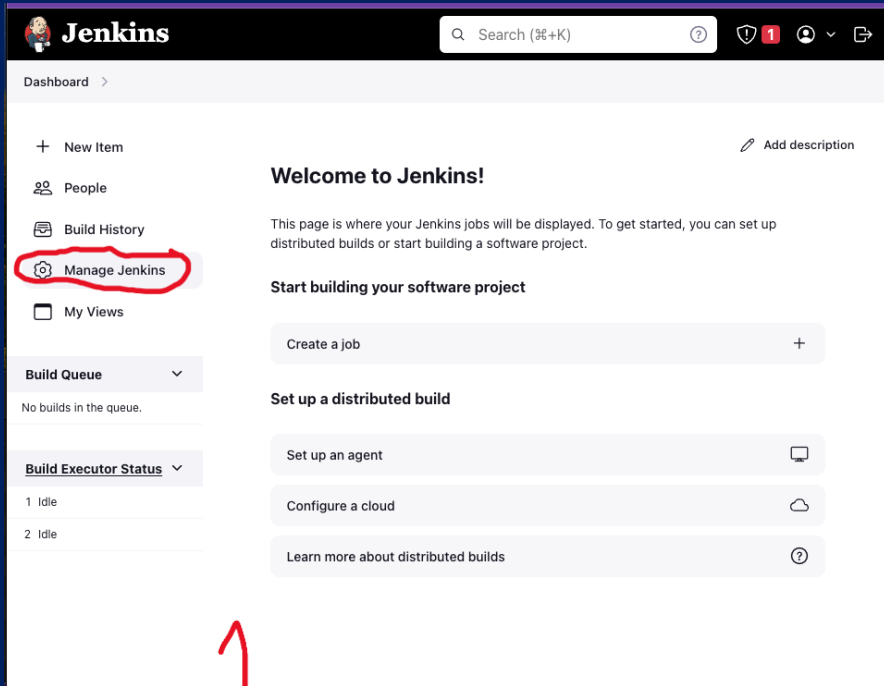 Jenkins
Search (⌘+K)
1
Dashboard
New Item
People
Build History
Manage Jenkins
My Views
Build Queue
No builds in the queue.
Build Executor Status
1 Idle
2 Idle
Add description
Welcome to Jenkins!
This page is where your Jenkins jobs will be displayed. To get started, you can set up
distributed builds or start building a software project.
Start building your software project
Create a job
Set up a distributed build
Set up an agent
Configure a cloud
Learn more about distributed builds
1